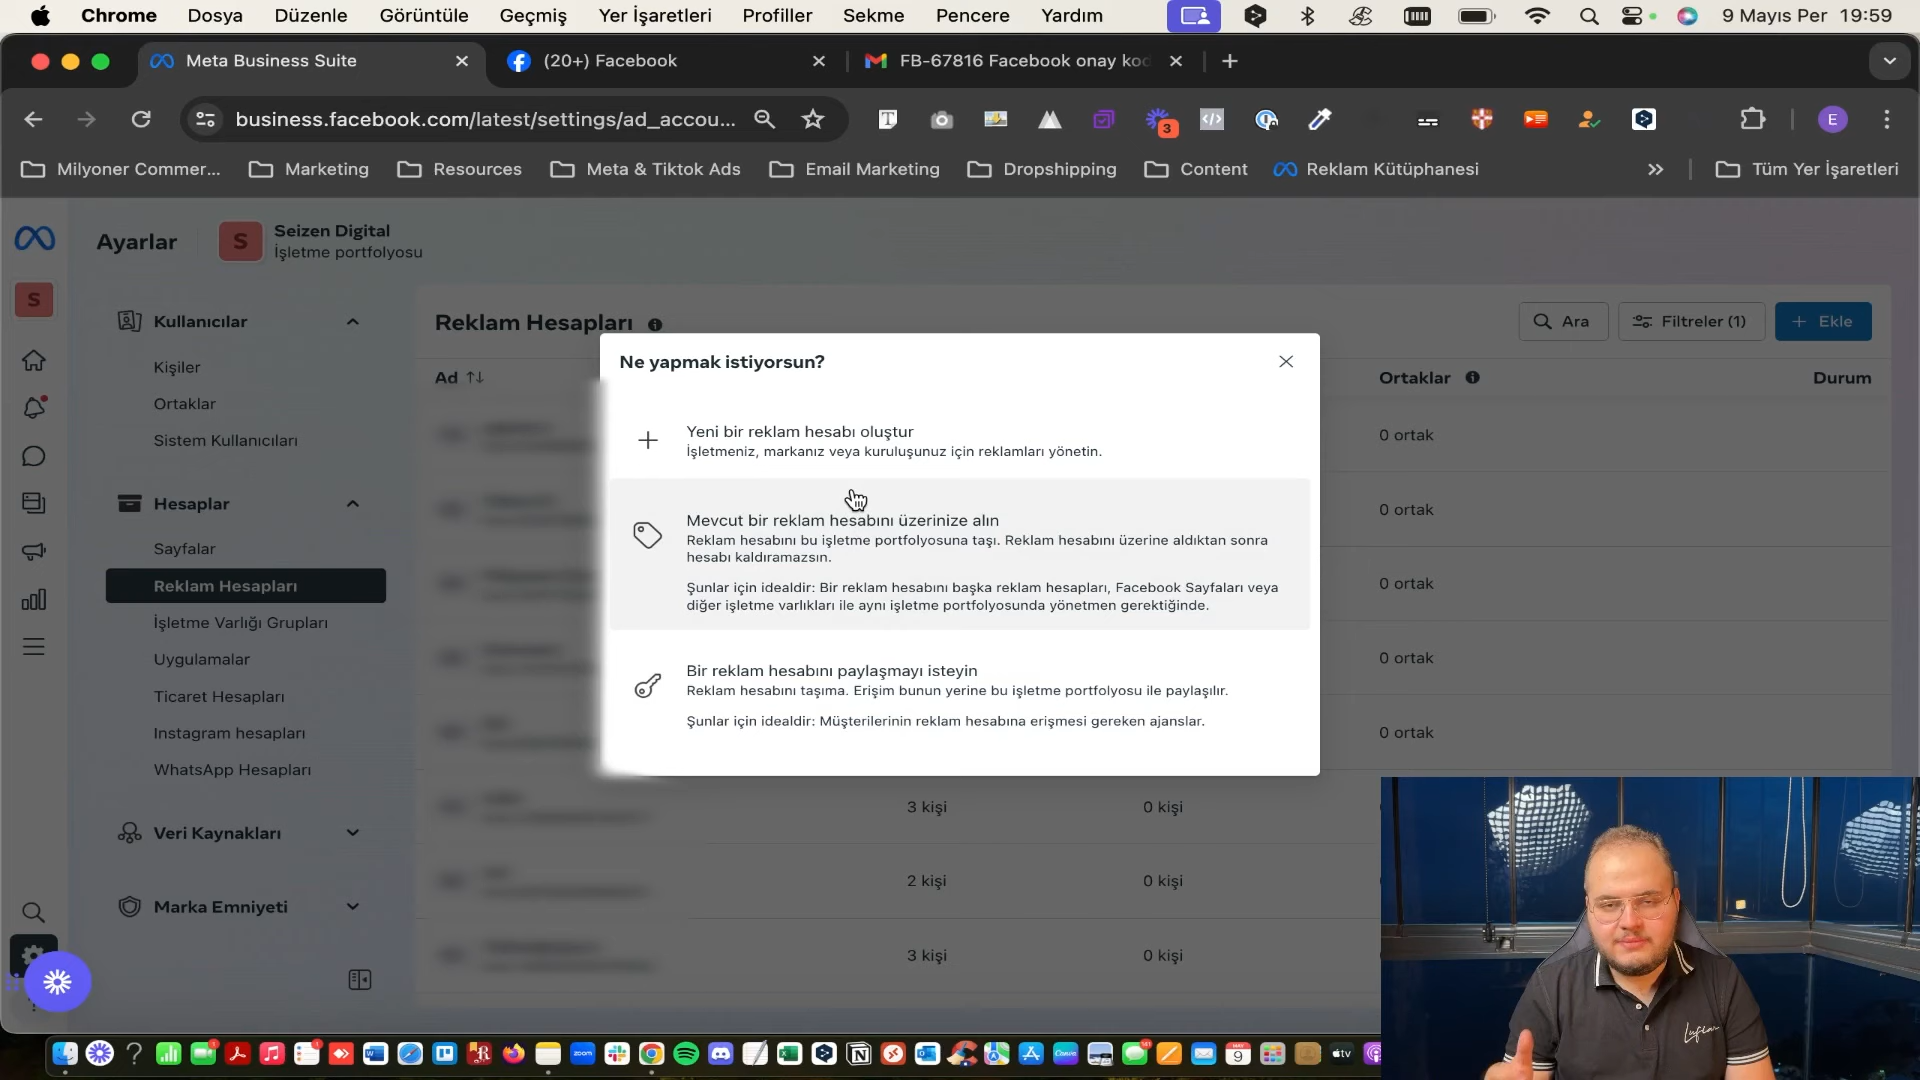 Chrome Dosya Düzenle Görüntüle Geçmiş Yer İşaretleri Profiller Sekme Pencere Yardım 9 Mayıs Per 19:59
Meta Business Suite (20+) Facebook FB-67816 Facebook onay kod
business.facebook.com/latest/settings/ad_accou... 3 E
Milyoner Commer... Marketing Resources Meta & Tiktok Ads Email Marketing Dropshipping Content Reklam Kütüphanesi Tüm Yer İşaretleri
Ayarlar S Seizen Digital
İşletme portfolyosu
S
Kullanıcılar
Kişiler
Ortaklar
Sistem Kullanıcıları
Hesaplar
Sayfalar
Reklam Hesapları
İşletme Varlığı Grupları
Uygulamalar
Ticaret Hesapları
Instagram hesapları
WhatsApp Hesapları
Veri Kaynakları
Marka Emniyeti
Reklam Hesapları Ara Filtreler (1) + Ekle
Ad Ortaklar Durum
Ne yapmak istiyorsun?
Yeni bir reklam hesabı oluştur
İşletmeniz, markanız veya kuruluşunuz için reklamları yönetin.
Mevcut bir reklam hesabını üzerinize alın
Reklam hesabını bu işletme portfolyosuna taşı. Reklam hesabını üzerine aldıktan sonra
hesabı kaldıramazsın.
Şunlar için idealdir: Bir reklam hesabını başka reklam hesapları, Facebook Sayfaları veya
diğer işletme varlıkları ile aynı işletme portfolyosunda yönetmen gerektiğinde.
Bir reklam hesabını paylaşmayı isteyin
Reklam hesabını taşıma. Erişim bunun yerine bu işletme portfolyosu ile paylaşılır.
Şunlar için idealdir: Müşterilerinin reklam hesabına erişmesi gereken ajanslar.
0 ortak
0 ortak
0 ortak
0 ortak
0 ortak
3 kişi 0 kişi
2 kişi 0 kişi
3 kişi 0 kişi
Luflar
zoom Canva 9 tv